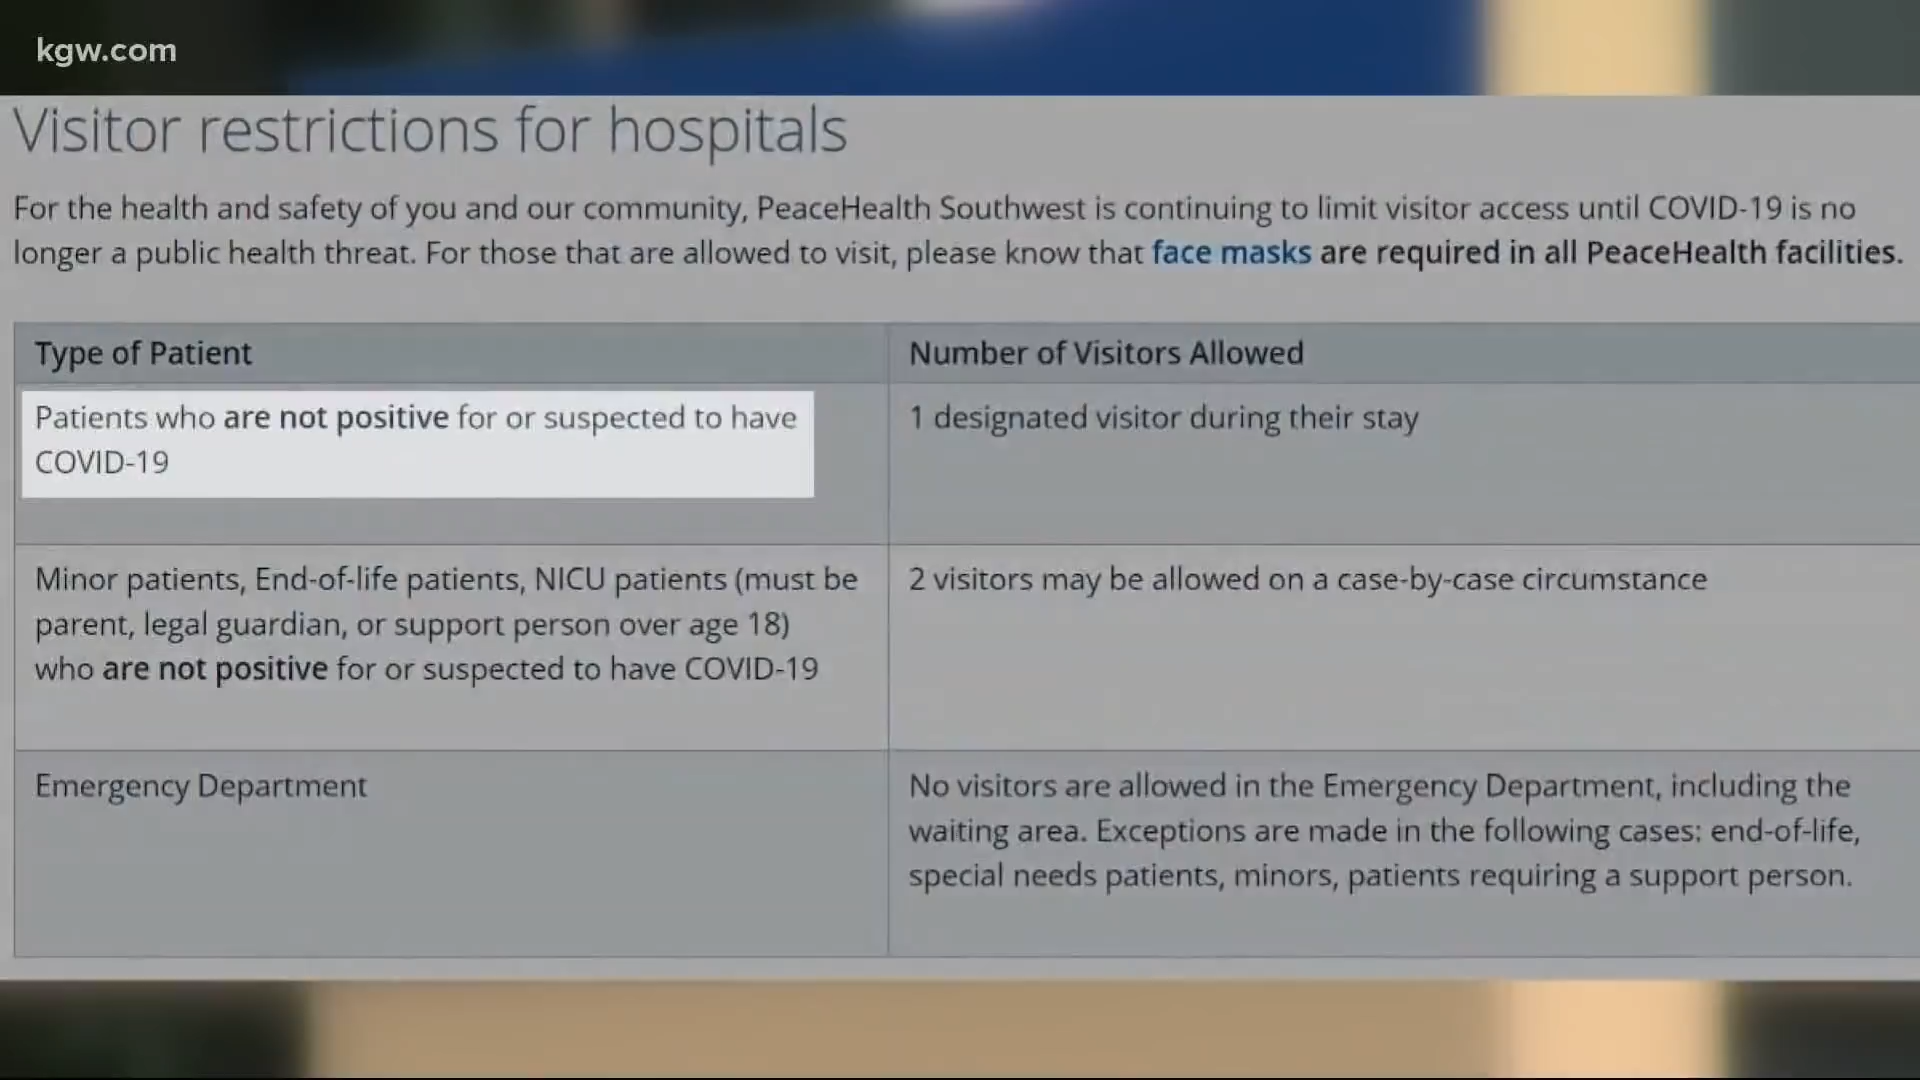 kgw.com
Visitor restrictions for hospitals
For the health and safety of you and our community, PeaceHealth Southwest is continuing to limit visitor access until COVID-19 is no
longer a public health threat. For those that are allowed to visit, please know that face masks are required in all PeaceHealth facilities.
Type of Patient
Number of Visitors Allowed
Patients who are not positive for or suspected to have
COVID-19
1 designated visitor during their stay
Minor patients, End-of-life patients, NICU patients (must be
parent, legal guardian, or support person over age 18)
who are not positive for or suspected to have COVID-19
2 visitors may be allowed on a case-by-case circumstance
Emergency Department
No visitors are allowed in the Emergency Department, including the
waiting area. Exceptions are made in the following cases: end-of-life,
special needs patients, minors, patients requiring a support person.